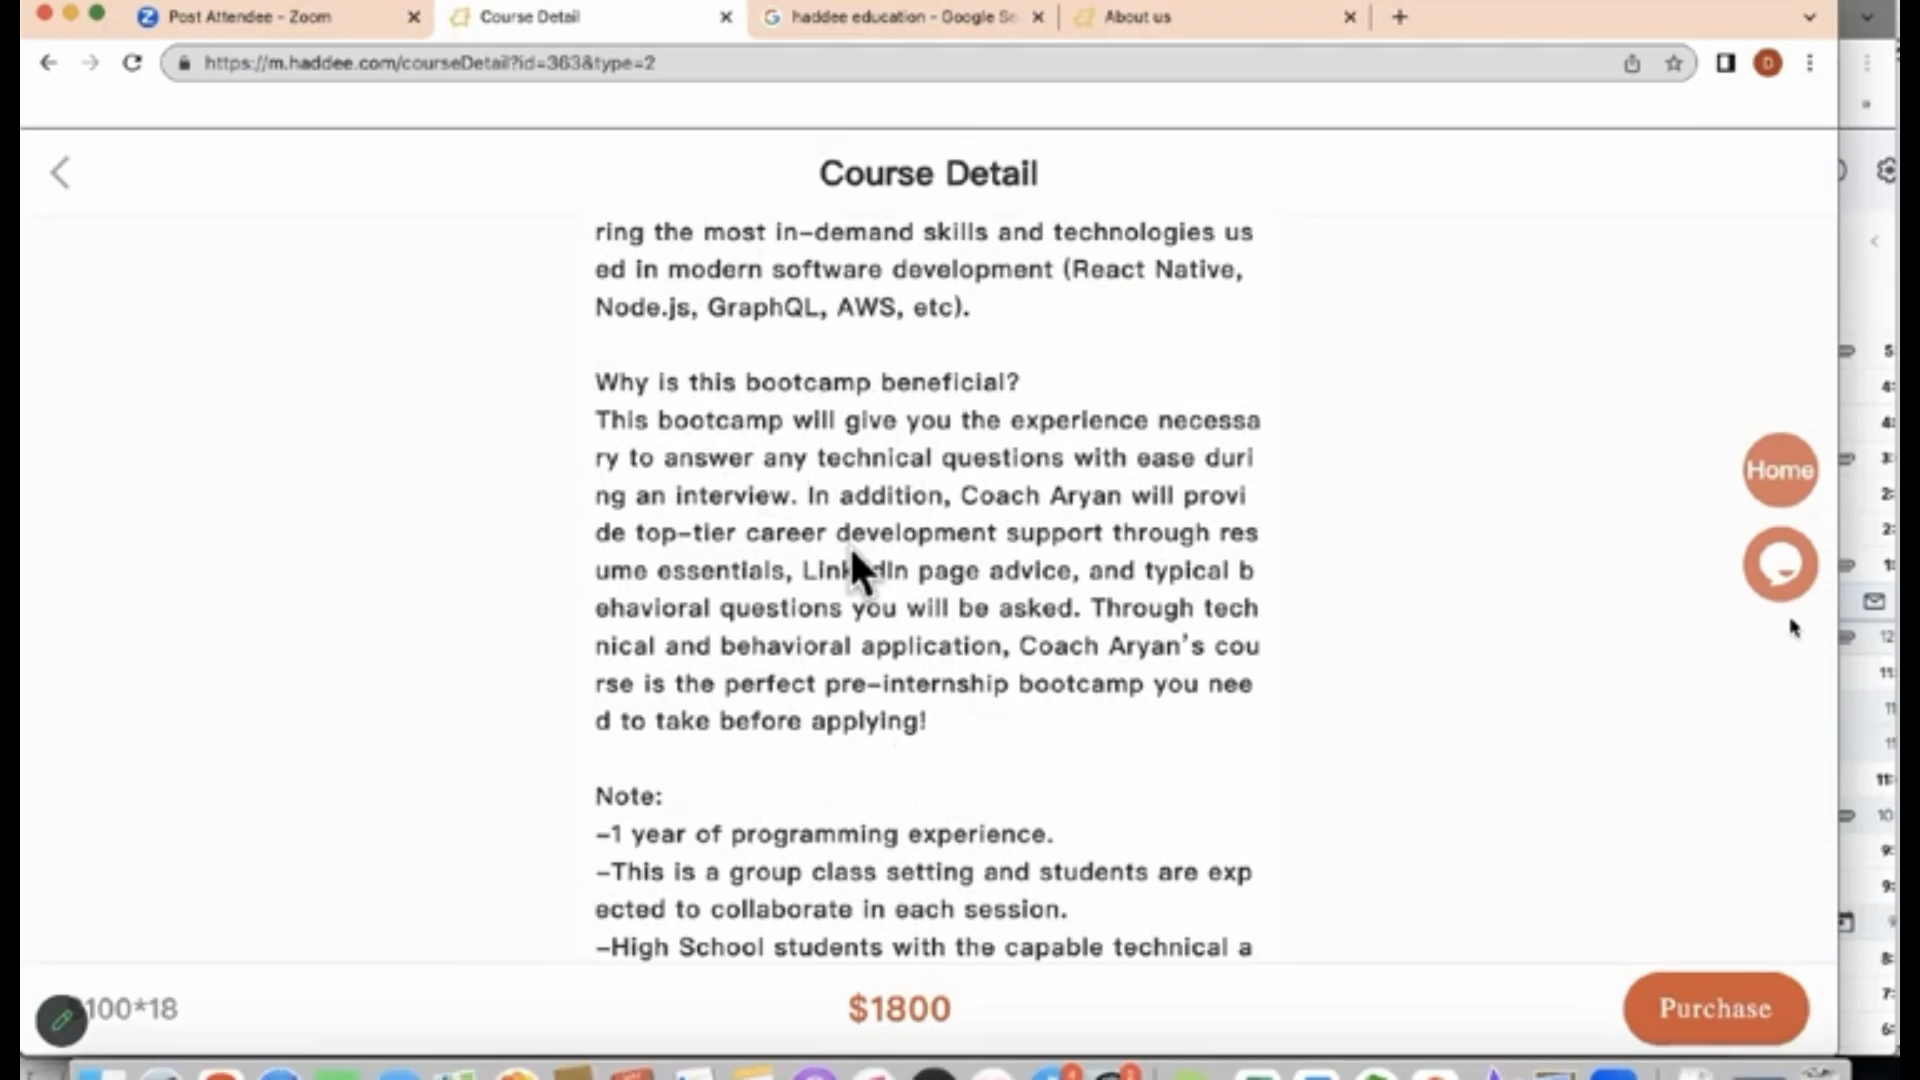 Post Attendee - Zoom
Course Detail
haddee education - Google Se
About us
https://m.haddee.com/courseDetail?id=363&type=2
Course Detail
ring the most in-demand skills and technologies us
ed in modern software development (React Native,
Node.js, GraphQL, AWS, etc).
Why is this bootcamp beneficial?
This bootcamp will give you the experience necessa
ry to answer any technical questions with ease duri
ng an interview. In addition, Coach Aryan will provi
de top-tier career development support through res
ume essentials, LinkedIn page advice, and typical b
ehavioral questions you will be asked. Through tech
nical and behavioral application, Coach Aryan's cou
rse is the perfect pre-internship bootcamp you nee
d to take before applying!
Note:
-1 year of programming experience.
-This is a group class setting and students are exp
ected to collaborate in each session.
-High School students with the capable technical a
Home
100*18
$1800
Purchase